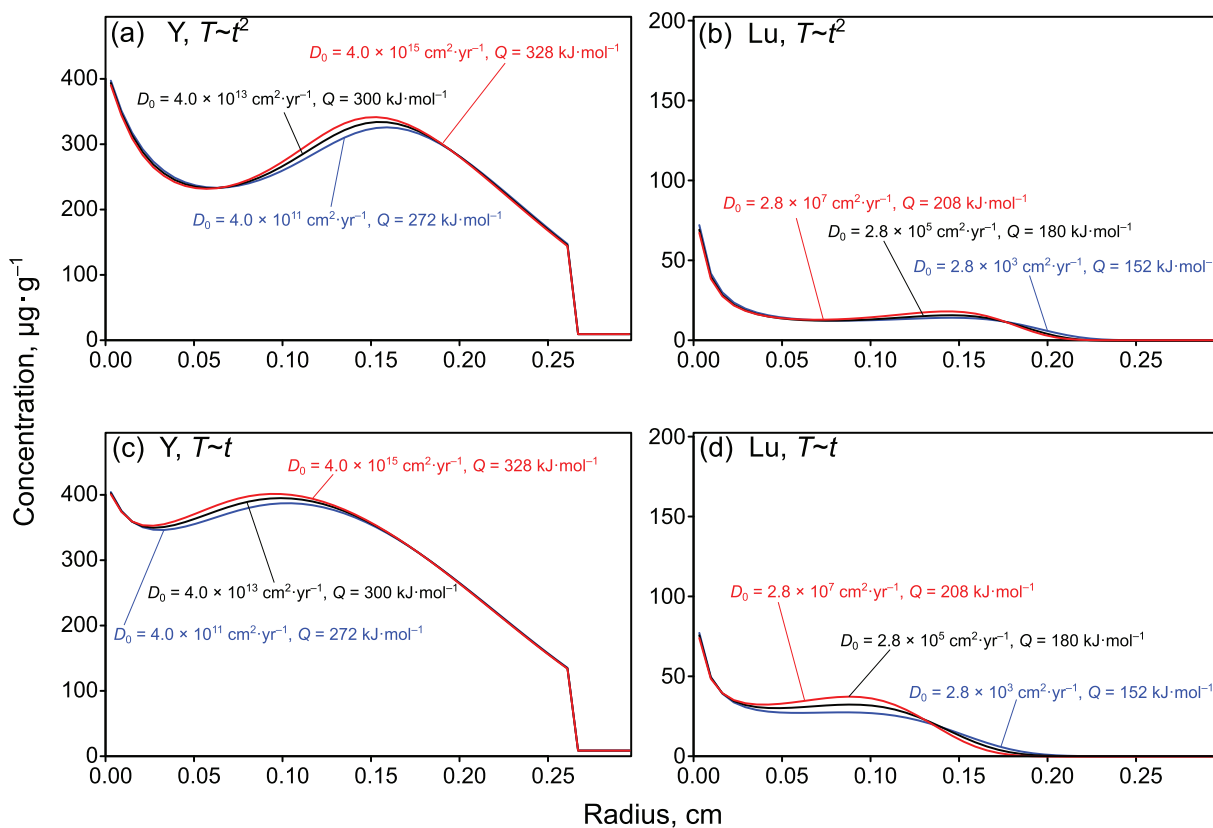 (a) Y, T~t²
D₀ = 4.0 × 10¹⁵ cm²·yr⁻¹, Q = 328 kJ·mol⁻¹
D₀ = 4.0 × 10¹³ cm²·yr⁻¹, Q = 300 kJ·mol⁻¹
D₀ = 4.0 × 10¹¹ cm²·yr⁻¹, Q = 272 kJ·mol⁻¹
400
300
200
100
0
0.00 0.05 0.10 0.15 0.20 0.25
(b) Lu, T~t²
D₀ = 2.8 × 10⁷ cm²·yr⁻¹, Q = 208 kJ·mol⁻¹
D₀ = 2.8 × 10⁵ cm²·yr⁻¹, Q = 180 kJ·mol⁻¹
D₀ = 2.8 × 10³ cm²·yr⁻¹, Q = 152 kJ·mol⁻¹
200
150
100
50
0
0.00 0.05 0.10 0.15 0.20 0.25
(c) Y, T~t
D₀ = 4.0 × 10¹⁵ cm²·yr⁻¹, Q = 328 kJ·mol⁻¹
D₀ = 4.0 × 10¹³ cm²·yr⁻¹, Q = 300 kJ·mol⁻¹
D₀ = 4.0 × 10¹¹ cm²·yr⁻¹, Q = 272 kJ·mol⁻¹
400
300
200
100
0
0.00 0.05 0.10 0.15 0.20 0.25
(d) Lu, T~t
D₀ = 2.8 × 10⁷ cm²·yr⁻¹, Q = 208 kJ·mol⁻¹
D₀ = 2.8 × 10⁵ cm²·yr⁻¹, Q = 180 kJ·mol⁻¹
D₀ = 2.8 × 10³ cm²·yr⁻¹, Q = 152 kJ·mol⁻¹
200
150
100
50
0
0.00 0.05 0.10 0.15 0.20 0.25
Concentration, µg·g⁻¹
Radius, cm